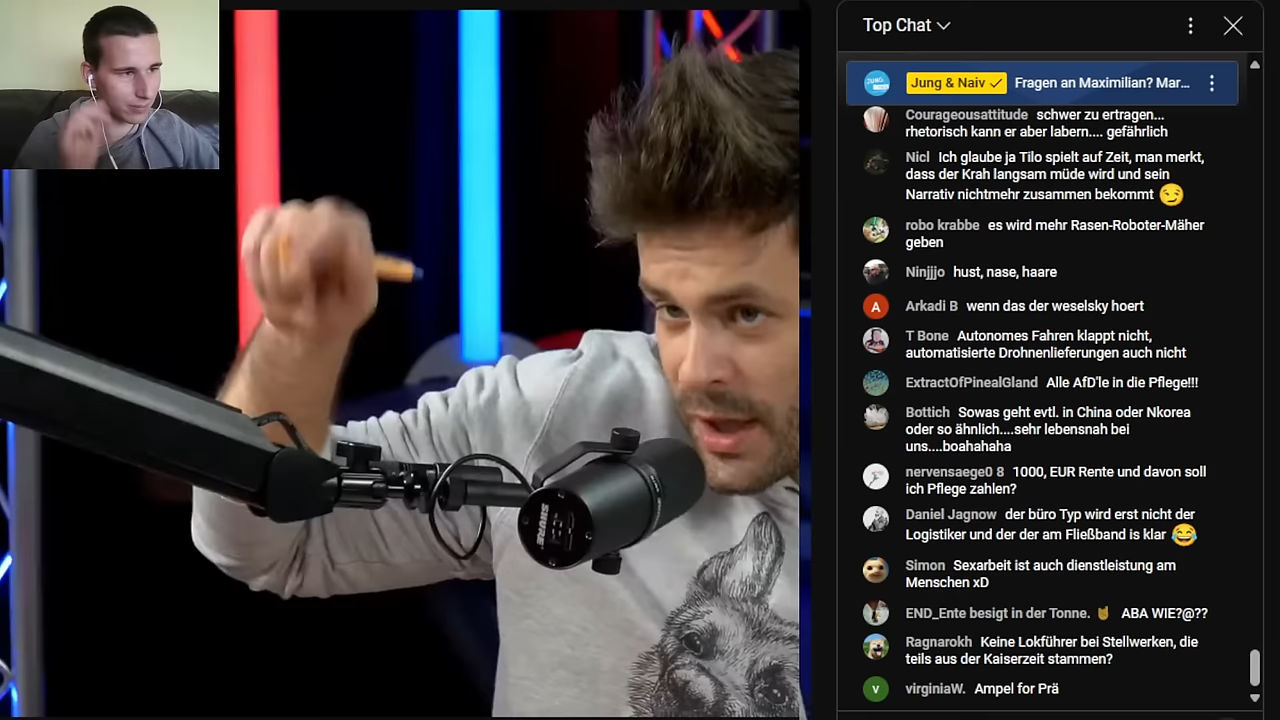 Top Chat
Jung & Naiv ✓ Fragen an Maximilian? Mar...
Courageousattitude schwer zu ertragen...
rhetorisch kann er aber labern.... gefährlich
Nicl Ich glaube ja Tilo spielt auf Zeit, man merkt,
dass der Krah langsam müde wird und sein
Narrativ nichtmehr zusammen bekommt 😏
robo krabbe es wird mehr Rasen-Roboter-Mäher
geben
Ninjjjo hust, nase, haare
A
Arkadi B wenn das der weselsky hoert
T Bone Autonomes Fahren klappt nicht,
automatisierte Drohnenlieferungen auch nicht
ExtractOfPinealGland Alle AfD'le in die Pflege!!!
Bottich Sowas geht evtl. in China oder Nkorea
oder so ähnlich....sehr lebensnah bei
uns....boahahaha
nervensaege0 8 1000, EUR Rente und davon soll
ich Pflege zahlen?
Daniel Jagnow der büro Typ wird erst nicht der
Logistiker und der der am Fließband is klar 😂
Simon Sexarbeit ist auch dienstleistung am
Menschen xD
END_Ente besigt in der Tonne. 🤘 ABA WIE?@??
Ragnarokh Keine Lokführer bei Stellwerken, die
teils aus der Kaiserzeit stammen?
v
virginiaW. Ampel for Prä
SHURE